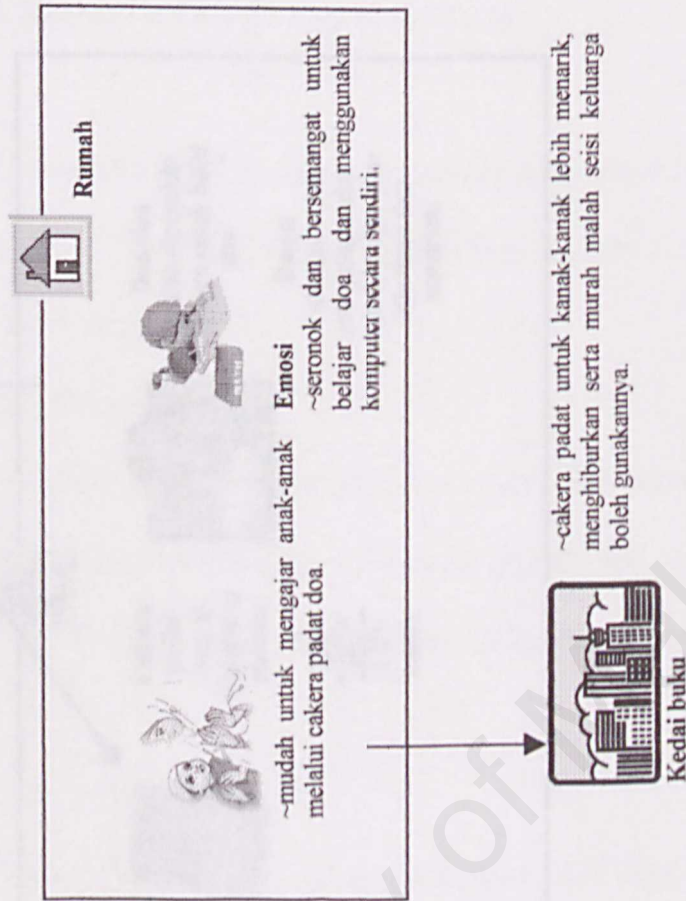 Rumah
~mudah untuk mengajar anak-anak
melalui cakera padat doa.
Emosi
~seronok dan bersemangat untuk
belajar doa dan menggunakan
komputer secara sendiri.
Kedai buku
~cakera padat untuk kanak-kanak lebih menarik,
menghiburkan serta murah malah seisi keluarga
boleh gunakannya.
of